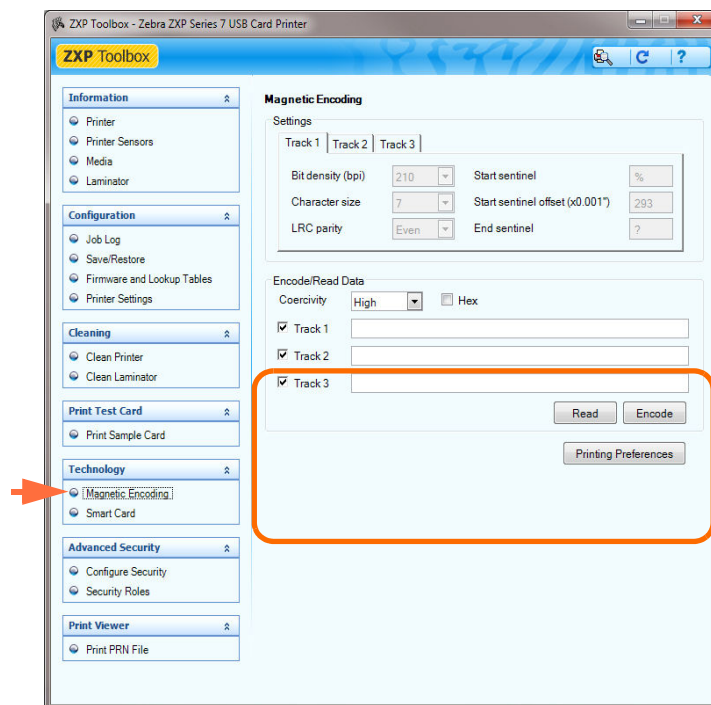 ZXP Toolbox - Zebra ZXP Series 7 USB Card Printer
ZXP Toolbox
?
Information
Printer
Printer Sensors
Media
Laminator
Configuration
Job Log
Save/Restore
Firmware and Lookup Tables
Printer Settings
Cleaning
Clean Printer
Clean Laminator
Print Test Card
Print Sample Card
Technology
Magnetic Encoding
Smart Card
Advanced Security
Configure Security
Security Roles
Print Viewer
Print PRN File
Magnetic Encoding
Settings
Track 1 Track 2 Track 3
Bit density (bpi) 210 Start sentinel %
Character size 7 Start sentinel offset (x0.001") 293
LRC parity Even End sentinel ?
Encode/Read Data
Coercivity High Hex
Track 1
Track 2
Track 3
Read Encode
Printing Preferences